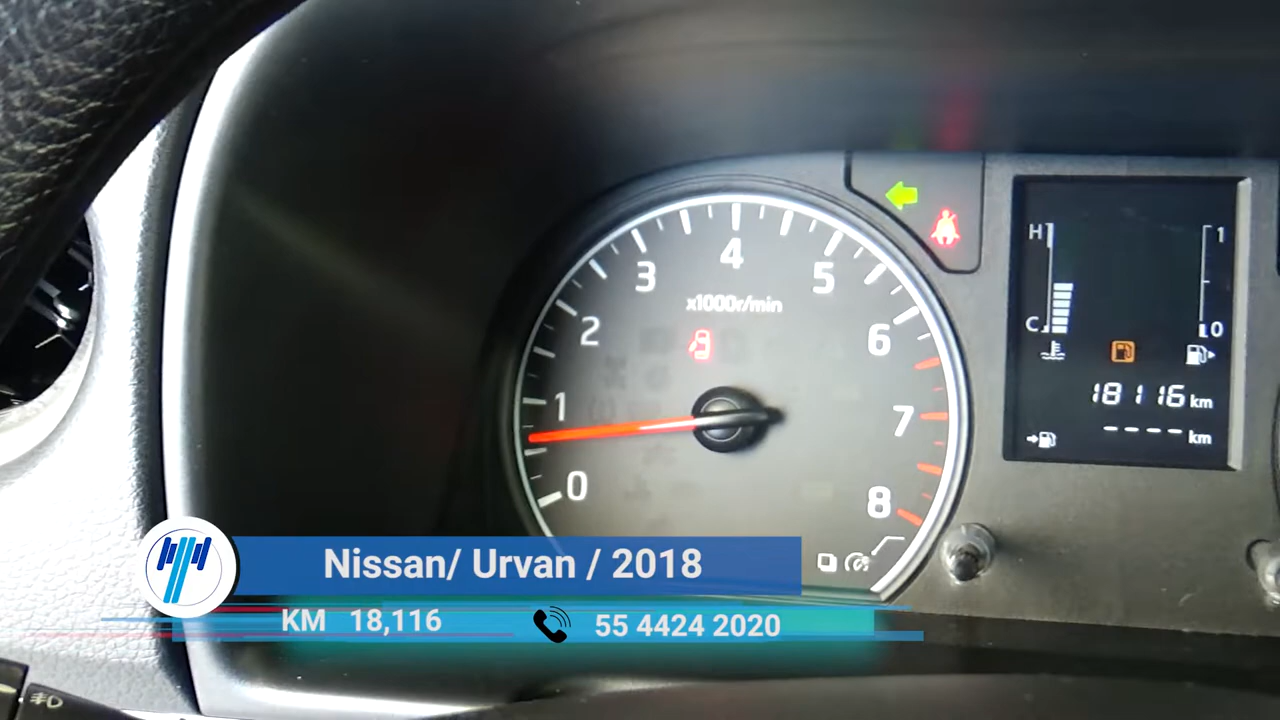 4
3
5
x1000r/min
2
6
1
7
0
8
H
1
C
0
18116 km
---- km
Nissan/ Urvan / 2018
KM 18,116
55 4424 2020